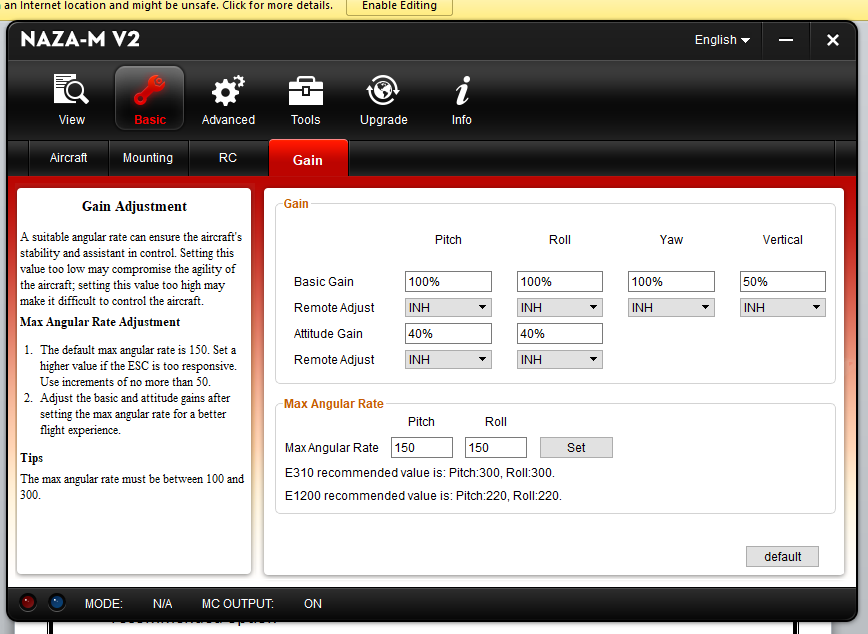 an Internet location and might be unsafe. Click for more details.
Enable Editing
NAZA-M V2
English
View
Basic
Advanced
Tools
Upgrade
Info
Aircraft
Mounting
RC
Gain
Gain Adjustment
A suitable angular rate can ensure the aircraft's
stability and assistant in control. Setting this
value too low may compromise the agility of
the aircraft; setting this value too high may
make it difficult to control the aircraft.
Max Angular Rate Adjustment
1. The default max angular rate is 150. Set a
higher value if the ESC is too responsive.
Use increments of no more than 50.
2. Adjust the basic and attitude gains after
setting the max angular rate for a better
flight experience.
Tips
The max angular rate must be between 100 and
300.
Gain
Pitch Roll Yaw Vertical
Basic Gain 100% 100% 100% 50%
Remote Adjust INH INH INH INH
Attitude Gain 40% 40%
Remote Adjust INH INH
Max Angular Rate
Pitch Roll
Max Angular Rate 150 150 Set
E310 recommended value is: Pitch:300, Roll:300.
E1200 recommended value is: Pitch:220, Roll:220.
default
MODE: N/A MC OUTPUT: ON